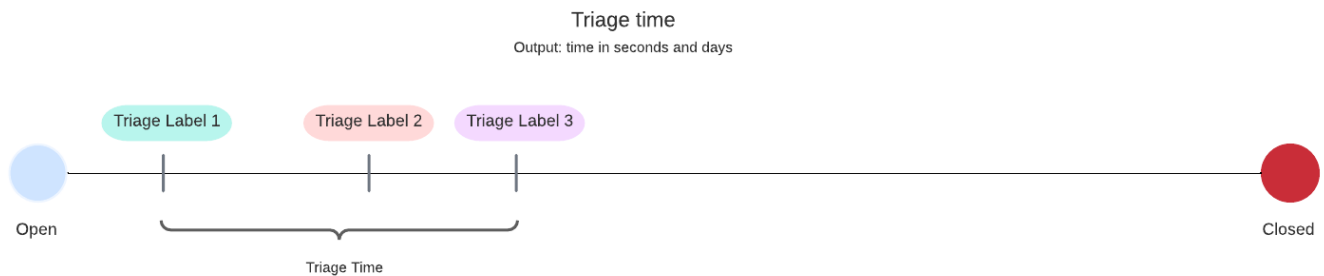 Triage time
Output: time in seconds and days
Triage Label 1
Triage Label 2
Triage Label 3
Open
Closed
Triage Time